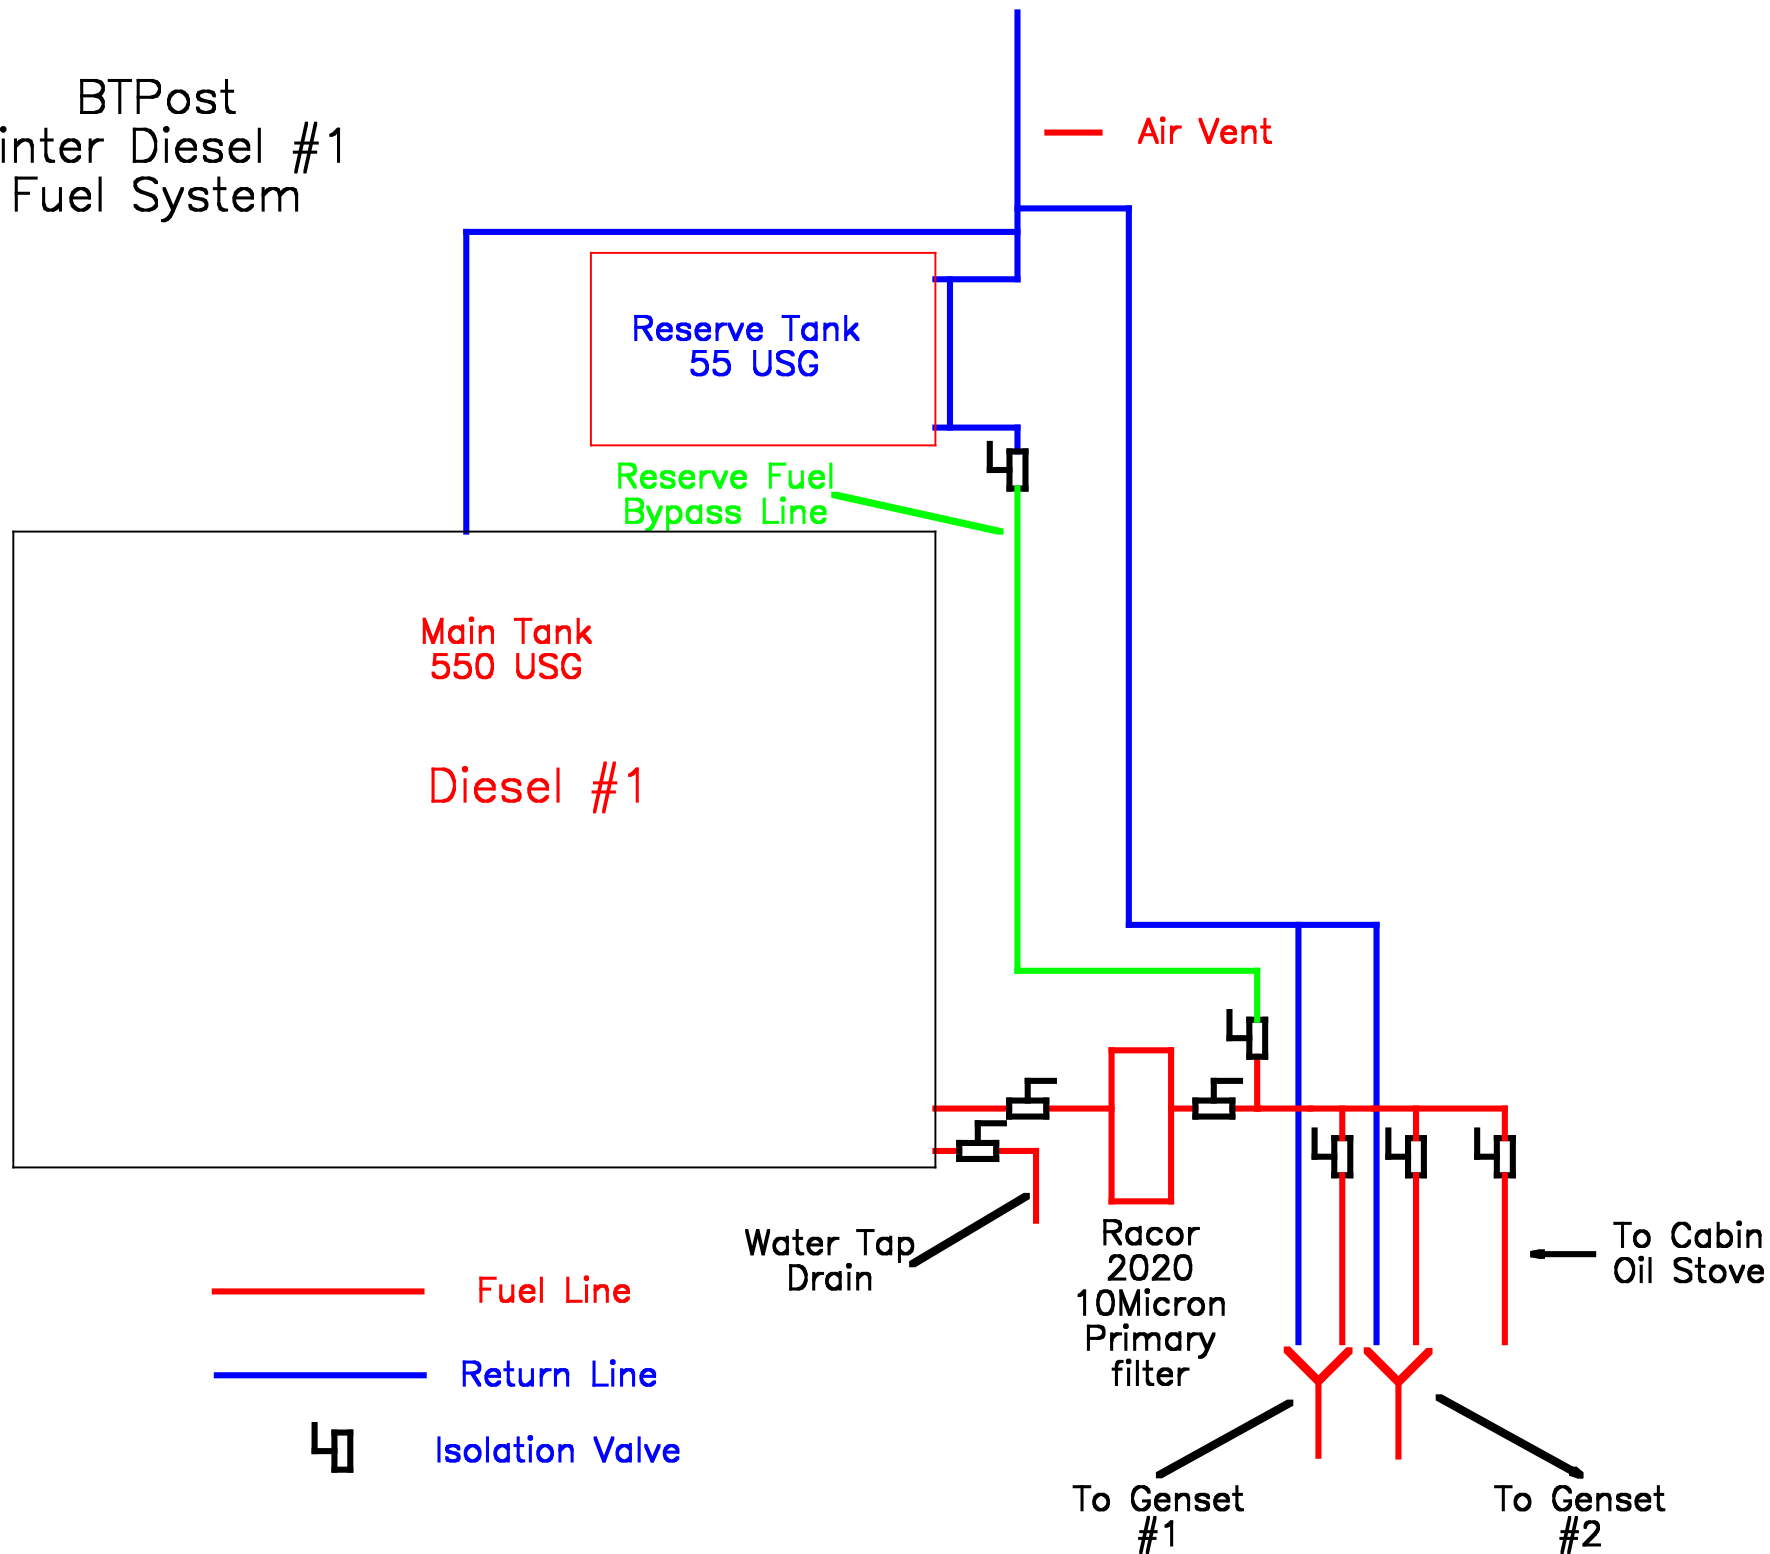 BTPost
inter Diesel #1
Fuel System
Air Vent
Reserve Tank
55 USG
Reserve Fuel
Bypass Line
Main Tank
550 USG
Diesel #1
Water Tap
Drain
Racor
2020
10Micron
Primary
filter
To Cabin
Oil Stove
Fuel Line
Return Line
Isolation Valve
To Genset
#1
To Genset
#2